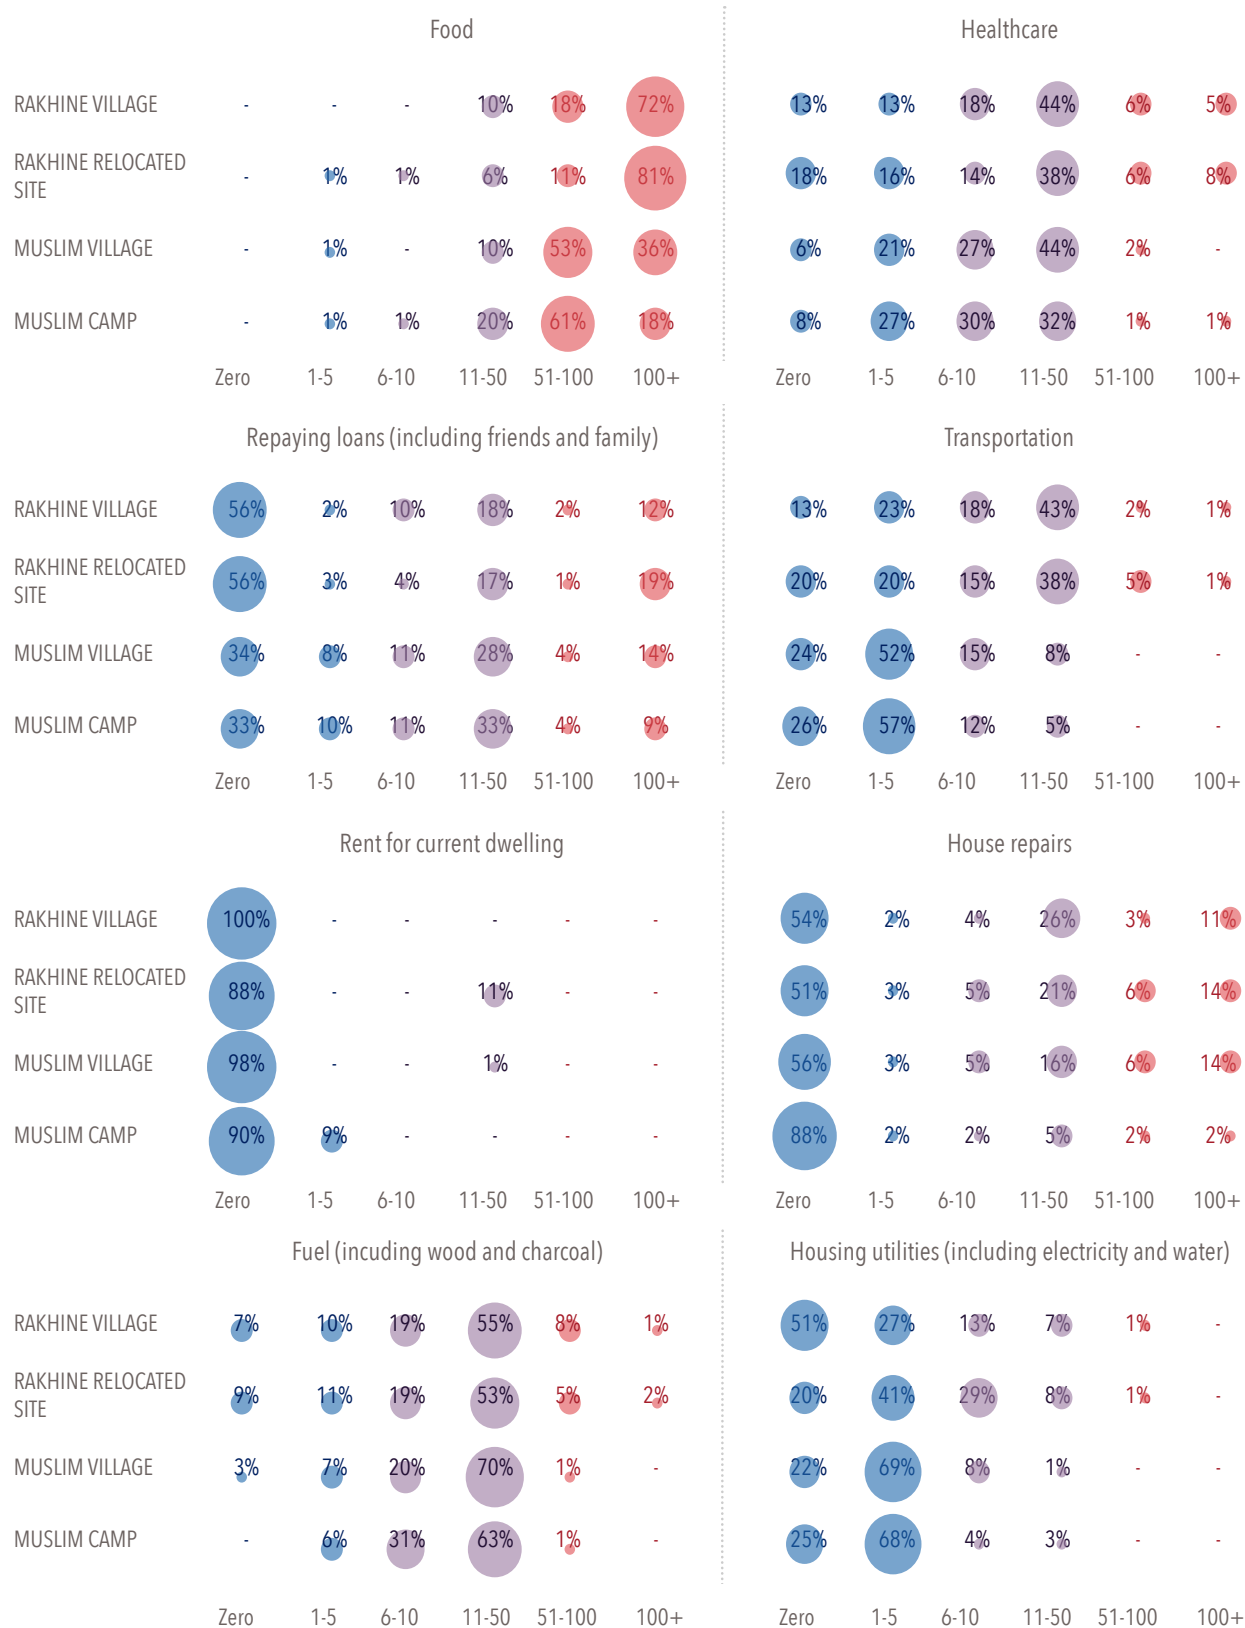 Food
RAKHINE VILLAGE - - - 10% 18% 72%
RAKHINE RELOCATED
SITE - 1% 1% 6% 11% 81%
MUSLIM VILLAGE - 1% - 10% 53% 36%
MUSLIM CAMP - 1% 1% 20% 61% 18%
Zero 1-5 6-10 11-50 51-100 100+
Healthcare
13% 13% 18% 44% 6% 5%
18% 16% 14% 38% 6% 8%
6% 21% 27% 44% 2% -
8% 27% 30% 32% 1% 1%
Zero 1-5 6-10 11-50 51-100 100+
Repaying loans (including friends and family)
RAKHINE VILLAGE 56% 2% 10% 18% 2% 12%
RAKHINE RELOCATED
SITE 56% 3% 4% 17% 1% 19%
MUSLIM VILLAGE 34% 8% 11% 28% 4% 14%
MUSLIM CAMP 33% 10% 11% 33% 4% 9%
Zero 1-5 6-10 11-50 51-100 100+
Transportation
13% 23% 18% 43% 2% 1%
20% 20% 15% 38% 5% 1%
24% 52% 15% 8% - -
26% 57% 12% 5% - -
Zero 1-5 6-10 11-50 51-100 100+
Rent for current dwelling
RAKHINE VILLAGE 100% - - - - -
RAKHINE RELOCATED
SITE 88% - - 11% - -
MUSLIM VILLAGE 98% - - 1% - -
MUSLIM CAMP 90% 9% - - - -
Zero 1-5 6-10 11-50 51-100 100+
House repairs
54% 2% 4% 26% 3% 11%
51% 3% 5% 21% 6% 14%
56% 3% 5% 16% 6% 14%
88% 2% 2% 5% 2% 2%
Zero 1-5 6-10 11-50 51-100 100+
Fuel (incuding wood and charcoal)
RAKHINE VILLAGE 7% 10% 19% 55% 8% 1%
RAKHINE RELOCATED
SITE 9% 11% 19% 53% 5% 2%
MUSLIM VILLAGE 3% 7% 20% 70% 1% -
MUSLIM CAMP - 6% 31% 63% 1% -
Zero 1-5 6-10 11-50 51-100 100+
Housing utilities (including electricity and water)
51% 27% 13% 7% 1% -
20% 41% 29% 8% 1% -
22% 69% 8% 1% - -
25% 68% 4% 3% - -
Zero 1-5 6-10 11-50 51-100 100+